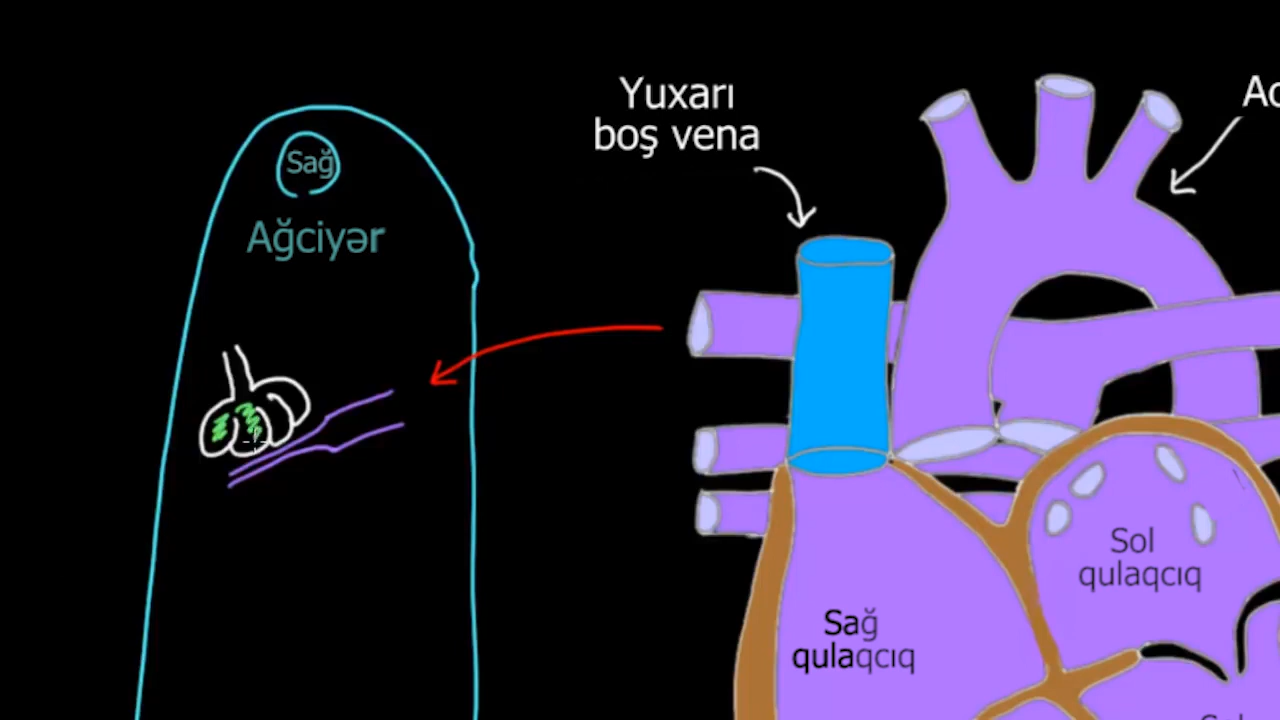 Sağ
Ağciyər
Yuxarı
boş vena
Sol
qulaqcıq
Sağ
qulaqcıq